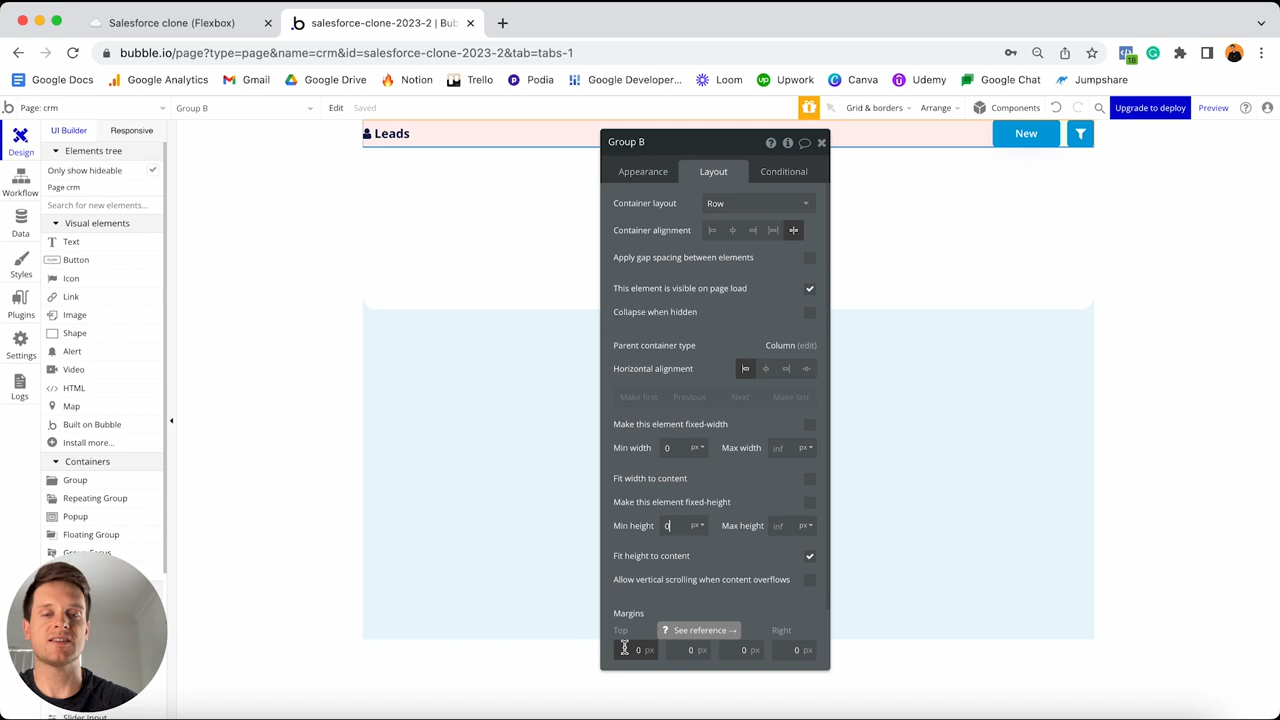 Salesforce clone (Flexbox)
salesforce-clone-2023-2 | Bub
bubble.io/page?type=page&name=crm&id=salesforce-clone-2023-2&tab=tabs-1
18
Google Docs
Google Analytics
Gmail
Google Drive
Notion
Trello
Podia
Google Developer...
Loom
Upwork
Canva
Udemy
Google Chat
Jumpshare
Page: crm
Group B
Edit
Saved
Grid & borders
Arrange
Components
Upgrade to deploy
Preview
Design
Workflow
Data
Styles
Plugins
Settings
Logs
UI Builder
Responsive
Elements tree
Only show hideable
Page crm
Search for new elements...
Visual elements
Text
Button
Icon
Link
Image
Shape
Alert
Video
HTML
Map
Built on Bubble
Install more...
Containers
Group
Repeating Group
Popup
Floating Group
Group Focus
Slider Input
Leads
New
Group B
Appearance
Layout
Conditional
Container layout
Row
Container alignment
Apply gap spacing between elements
This element is visible on page load
Collapse when hidden
Parent container type
Column (edit)
Horizontal alignment
Make first
Previous
Next
Make last
Make this element fixed-width
Min width 0 px
Max width inf px
Fit width to content
Make this element fixed-height
Min height 0 px
Max height inf px
Fit height to content
Allow vertical scrolling when content overflows
Margins
Top
? See reference →
Right
0 px
0 px
0 px
0 px